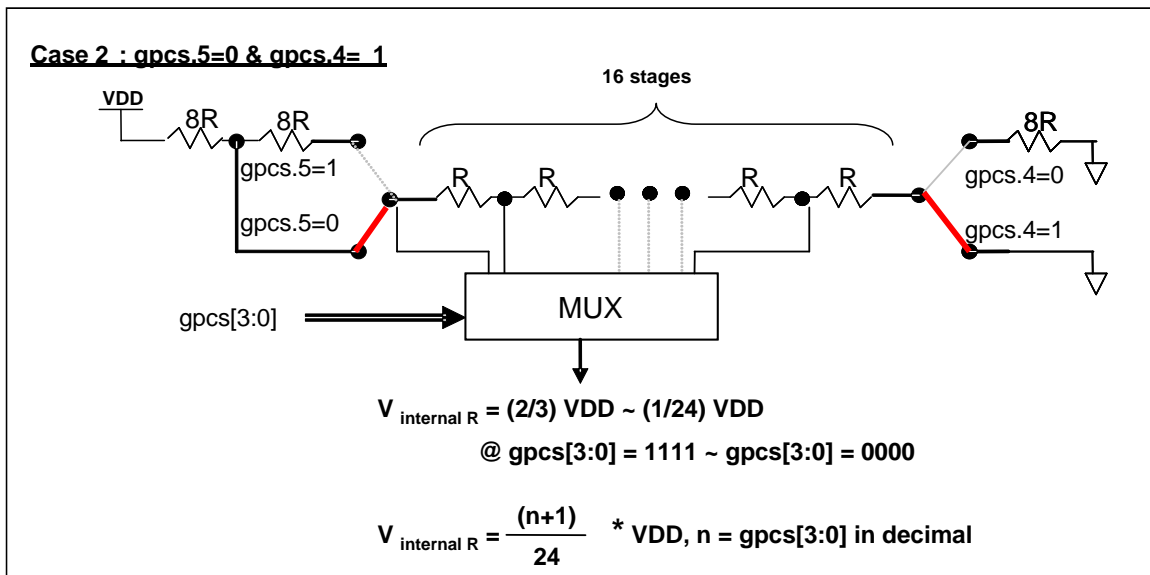 Case 2 : gpcs.5=0 & gpcs.4= 1
16 stages
VDD
8R 8R 8R
gpcs.5=1
R R R R
gpcs.4=0
gpcs.5=0
gpcs.4=1
MUX
gpcs[3:0]
V internal R = (2/3) VDD ~ (1/24) VDD
@ gpcs[3:0] = 1111 ~ gpcs[3:0] = 0000
(n+1)
V internal R = * VDD, n = gpcs[3:0] in decimal
24